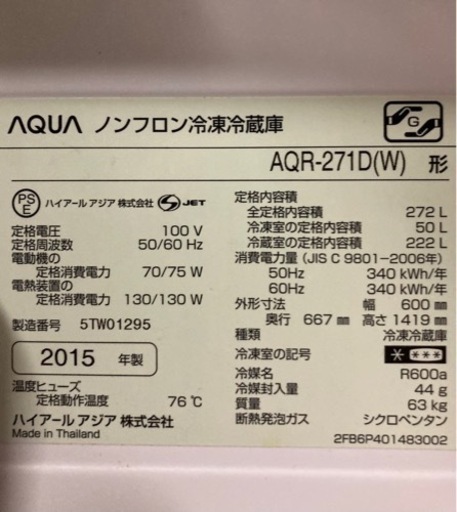 AQUA ノンフロン冷凍冷蔵庫
G
AQR-271D(W) 形
PSE ハイアール アジア 株式会社 JET
定格電圧 100 V
定格周波数 50/60 Hz
電動機の
定格消費電力 70/75 W
電熱装置の
定格消費電力 130/130 W
製造番号 5TW01295
2015 年製
温度ヒューズ
定格動作温度 76 ℃
ハイアール アジア 株式会社
Made in Thailand
定格内容積
全定格内容積 272 L
冷凍室の定格内容積 50 L
冷蔵室の定格内容積 222 L
消費電力量 (JIS C 9801-2006年)
50Hz 340 kWh/年
60Hz 340 kWh/年
外形寸法 幅 600 ㎜
奥行 667 ㎜ 高さ 1419 ㎜
種類 冷凍冷蔵庫
冷凍室の記号 * ***
冷媒名 R600a
冷媒封入量 44 g
質量 63 kg
断熱発泡ガス シクロペンタン
2FB6P401483002